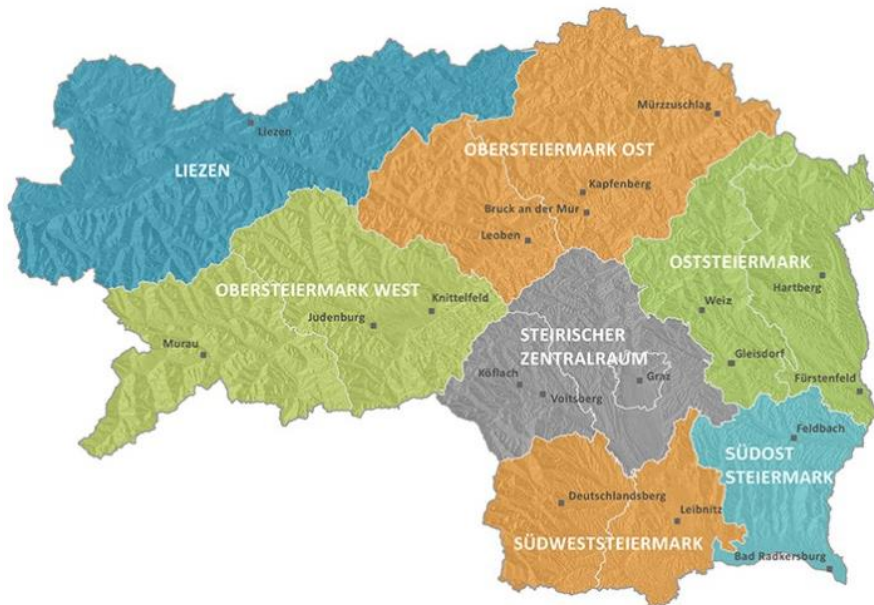 Liezen
LIEZEN
Mürzzuschlag
OBERSTEIERMARK OST
Kapfenberg
Bruck an der Mur
Leoben
OBERSTEIERMARK WEST
Knittelfeld
Judenburg
Murau
OSTSTEIERMARK
Hartberg
Weiz
Gleisdorf
Fürstenfeld
STEIRISCHER
ZENTRALRAUM
Köflach
Graz
Voitsberg
Feldbach
SÜDOST
STEIERMARK
Deutschlandsberg
Leibnitz
SÜDWESTSTEIERMARK
Bad Radkersburg